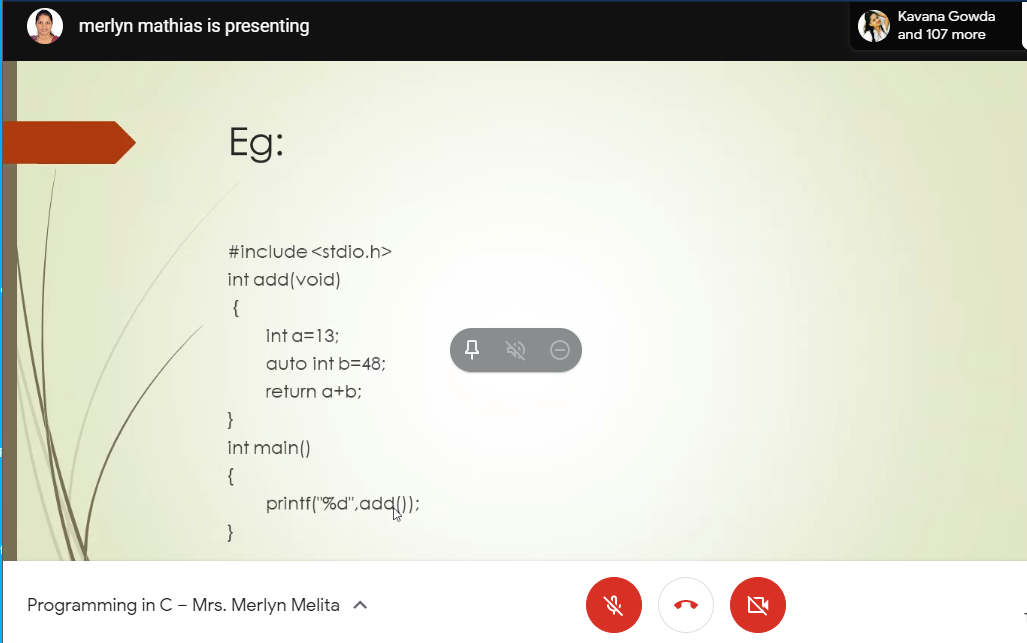 merlyn mathias is presenting
Kavana Gowda
and 107 more
Eg:
#include <stdio.h>
int add(void)
{
int a=13;
auto int b=48;
return a+b;
}
int main()
{
printf("%d",add());
}
Programming in C – Mrs. Merlyn Melita